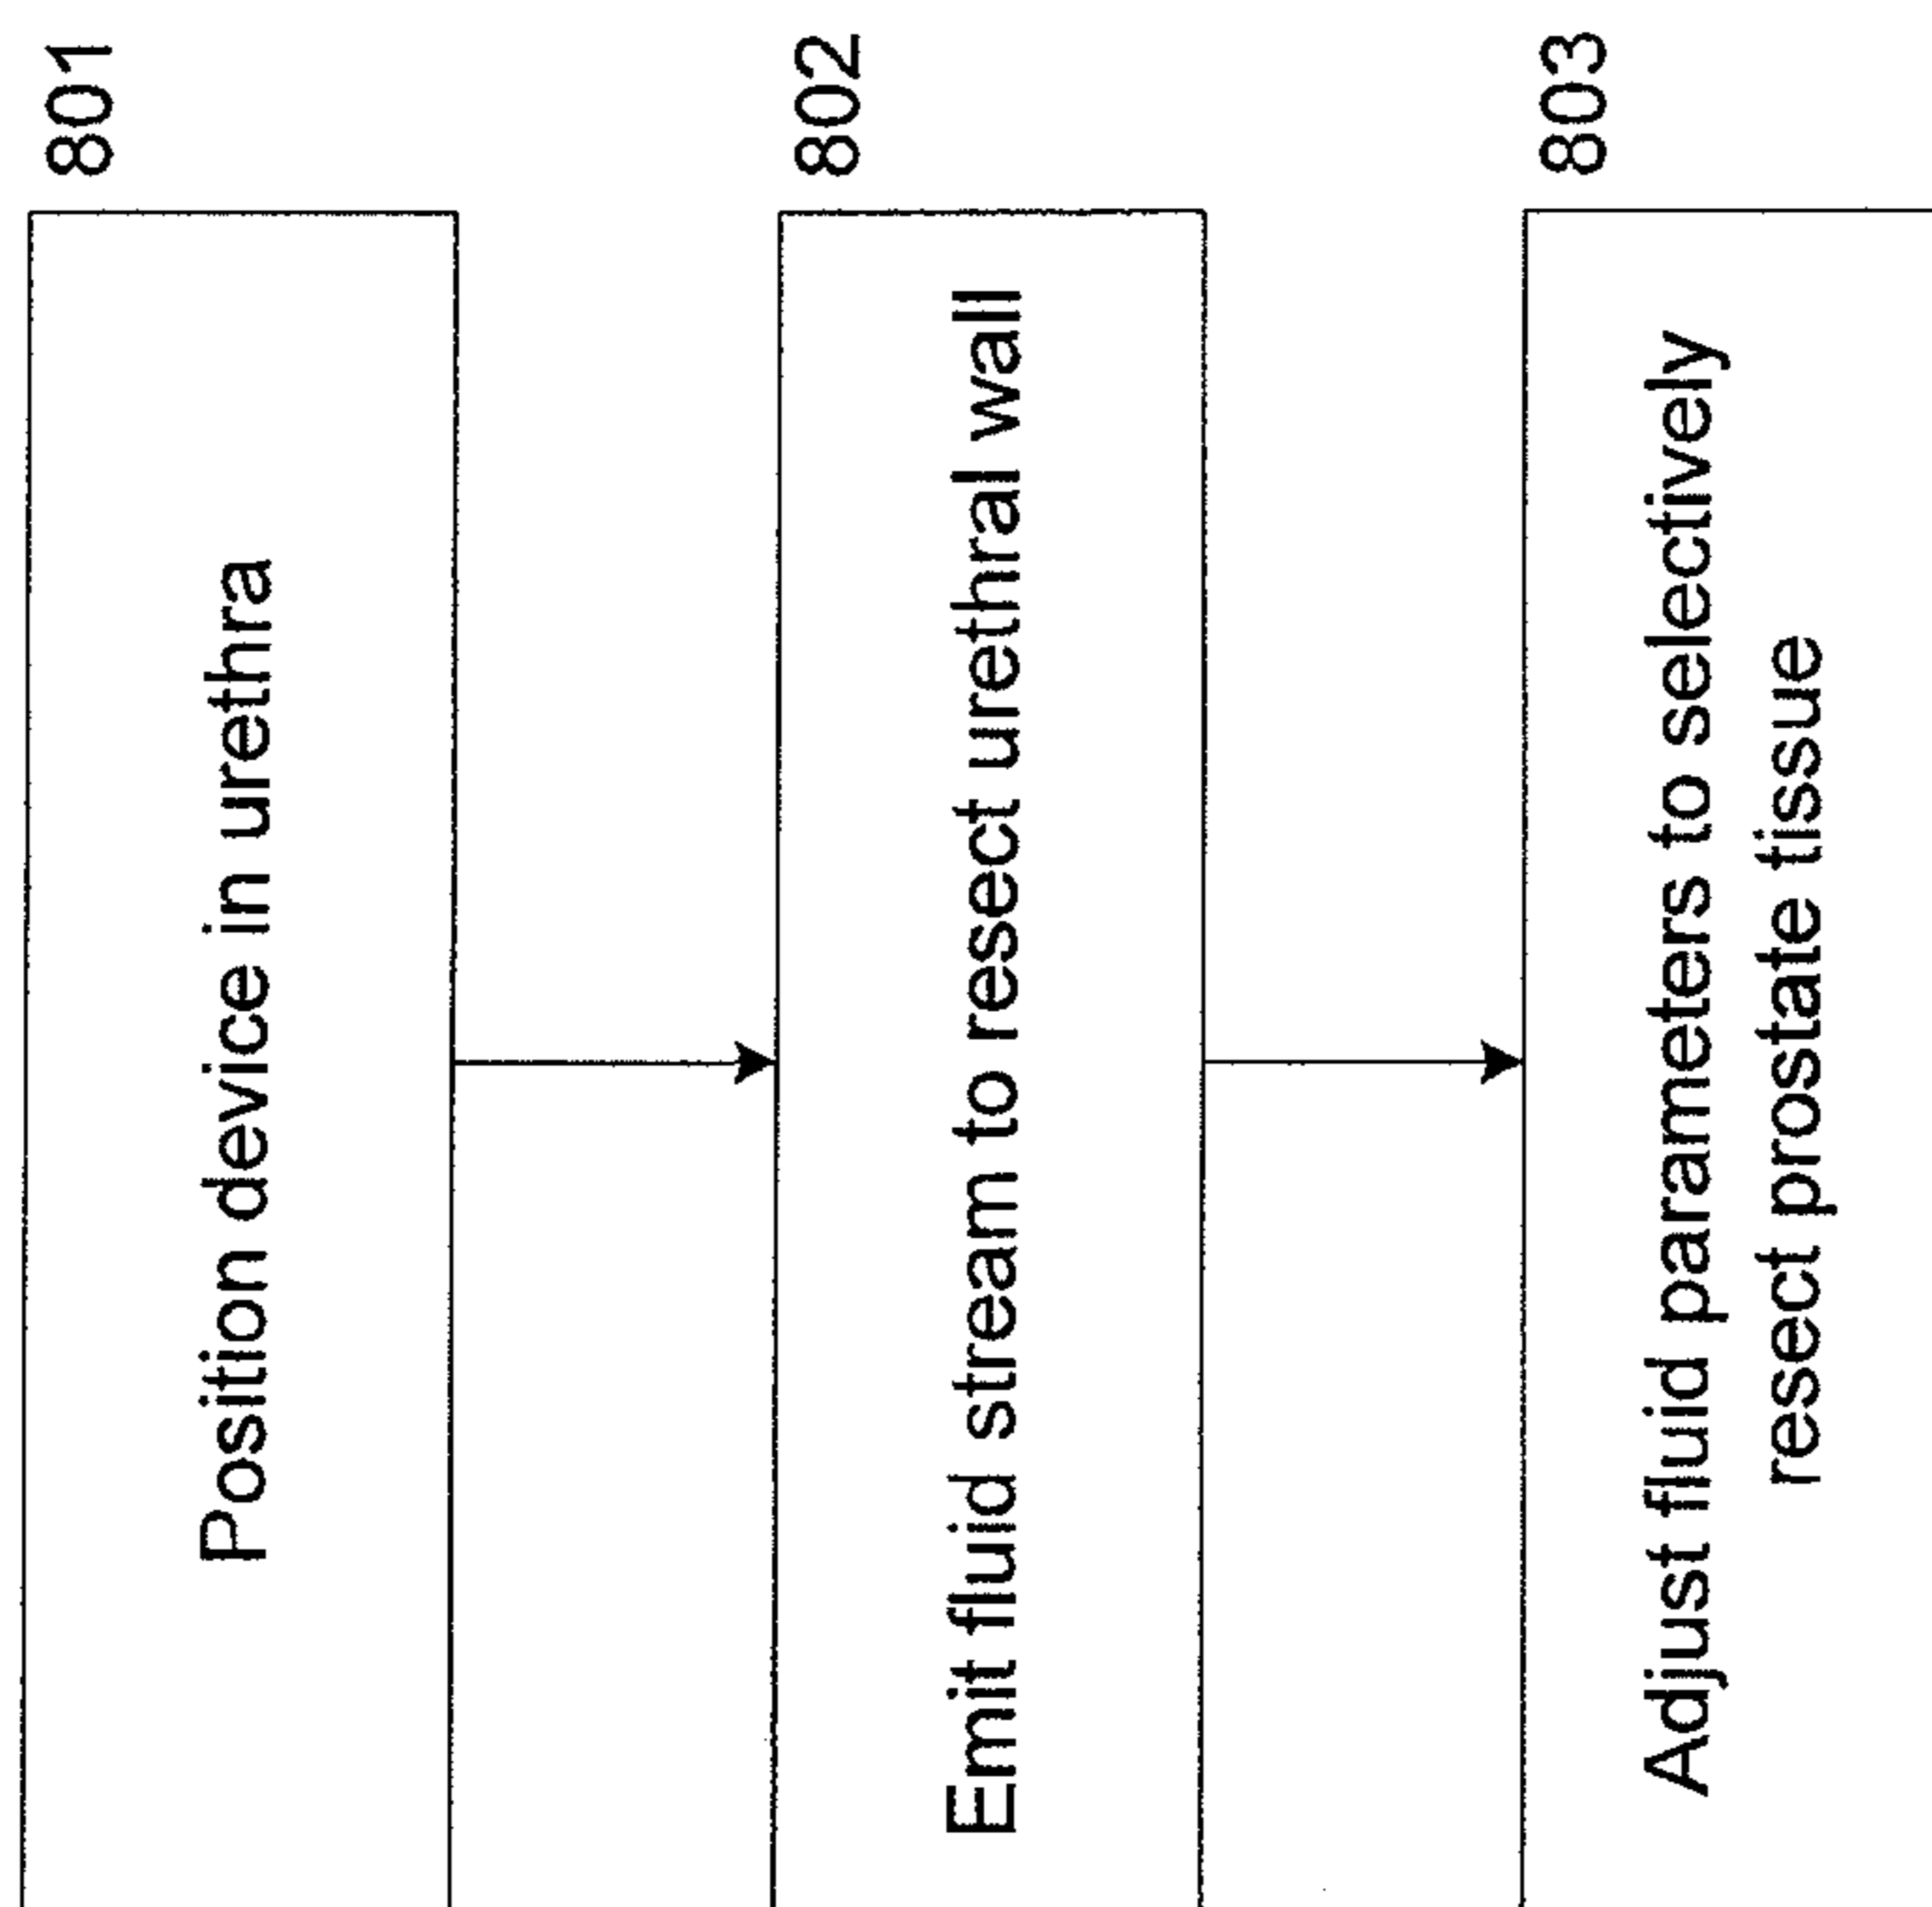 801
Position device in urethra
802
Emit fluid stream to resect urethral wall
803
Adjust fluid parameters to selectively
resect prostate tissue